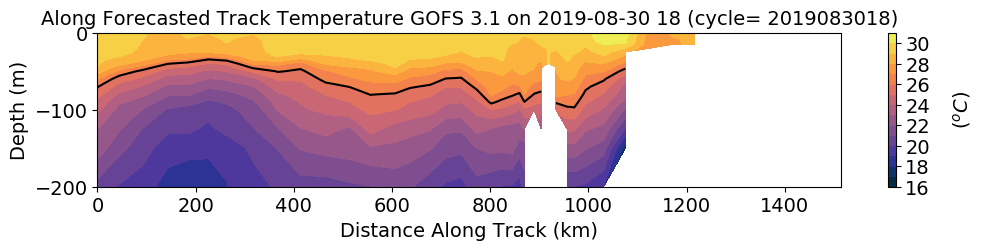 Along Forecasted Track Temperature GOFS 3.1 on 2019-08-30 18 (cycle= 2019083018)
0
−100
−200
Depth (m)
0 200 400 600 800 1000 1200 1400
Distance Along Track (km)
30
28
26
24
22
20
18
16
(°C)